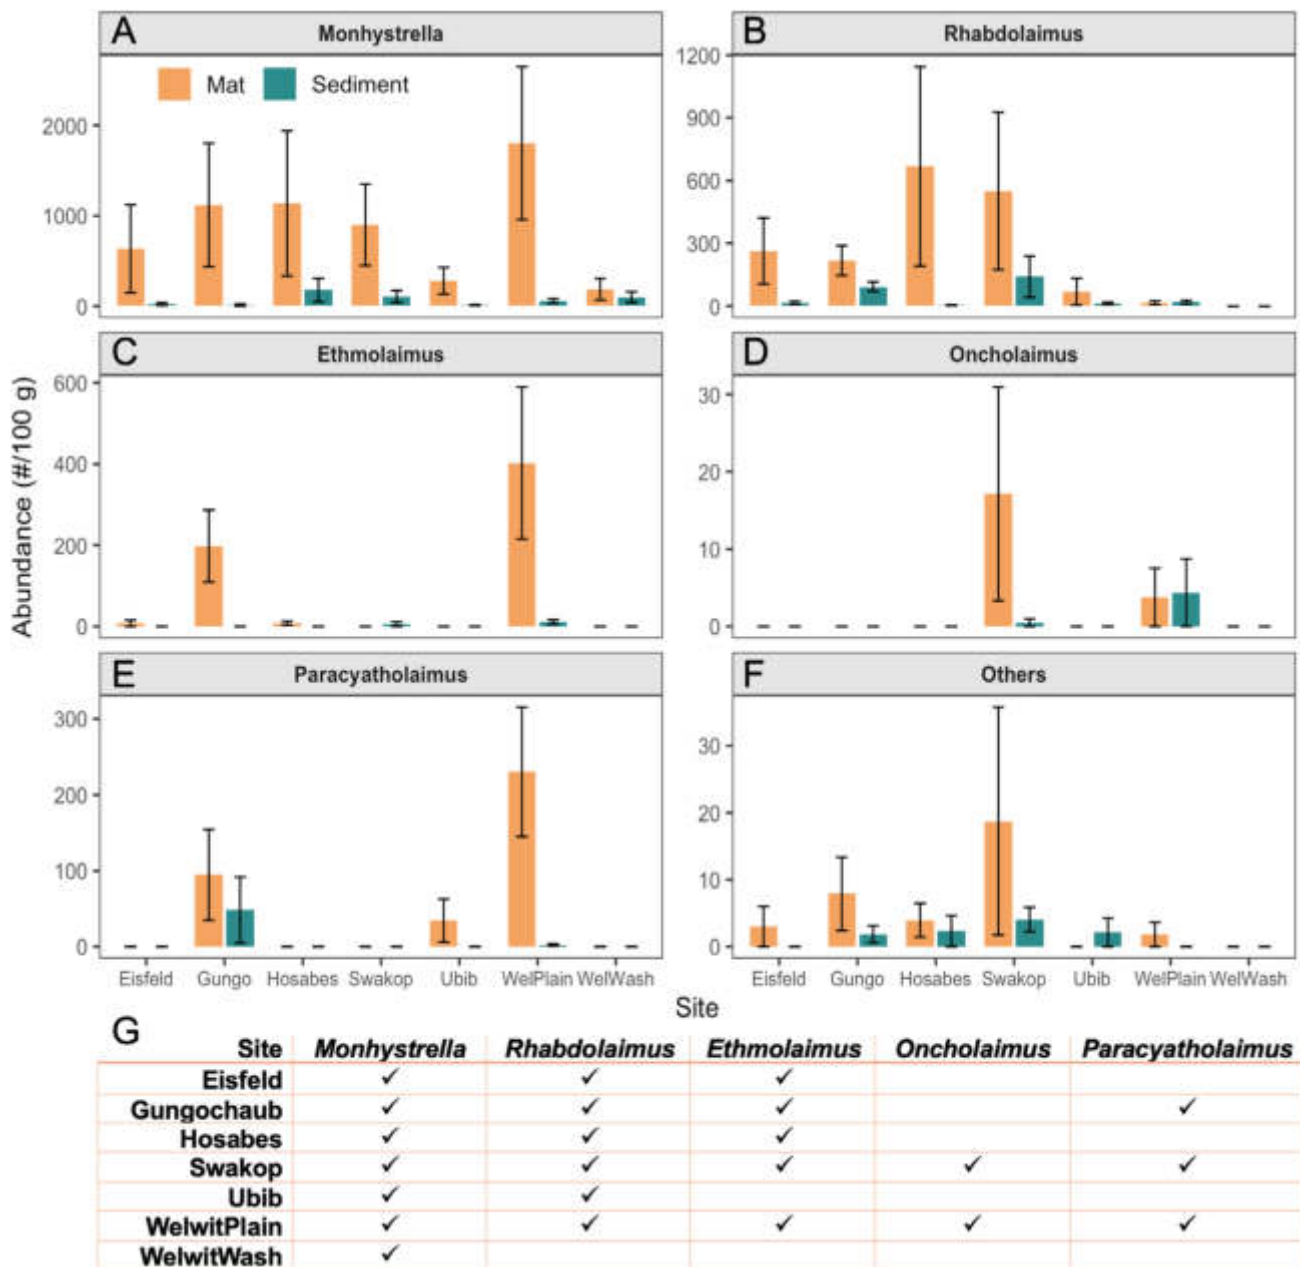 A Monhystrella
B Rhabdolaimus
Mat Sediment
2000
1000
0
1200
900
600
300
0
C Ethmolaimus
D Oncholaimus
600
400
200
0
30
20
10
0
E Paracyatholaimus
F Others
300
200
100
0
30
20
10
0
Abundance (#/100 g)
Eisfeld Gungo Hosabes Swakop Ubib WelPlain WelWash
Eisfeld Gungo Hosabes Swakop Ubib WelPlain WelWash
Site
G
Site Monhystrella Rhabdolaimus Ethmolaimus Oncholaimus Paracyatholaimus
Eisfeld ✓ ✓ ✓
Gungochaub ✓ ✓ ✓ ✓
Hosabes ✓ ✓ ✓
Swakop ✓ ✓ ✓ ✓ ✓
Ubib ✓ ✓
WelwitPlain ✓ ✓ ✓ ✓ ✓
WelwitWash ✓